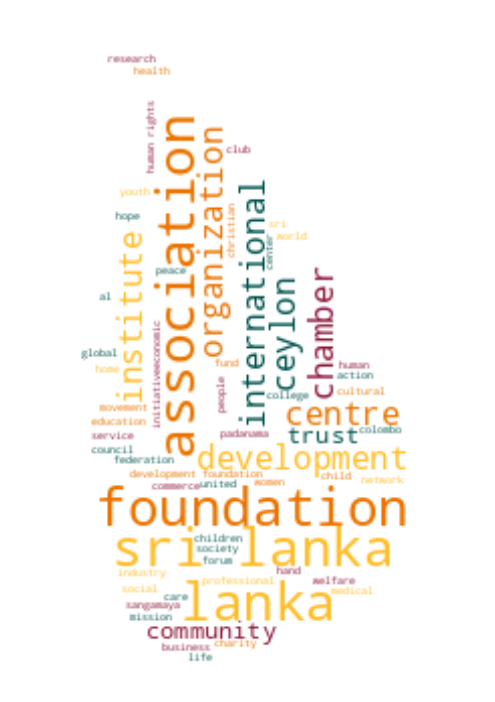 research
health
human rights
association
organization
club
youth
international
hope
christian
sri
world
institute
center
peace
chamber
ceylon
al
initiative
economic
global
home
fund
human
action
people
college
cultural
movement
centre
education
service
padanama
trust
colombo
council
federation
development
development foundation
child
network
commerce
united
women
foundation
sri lanka
children
society
forum
industry
hand
professional
welfare
social
medical
care
lanka
sangamaya
mission
community
business
charity
life